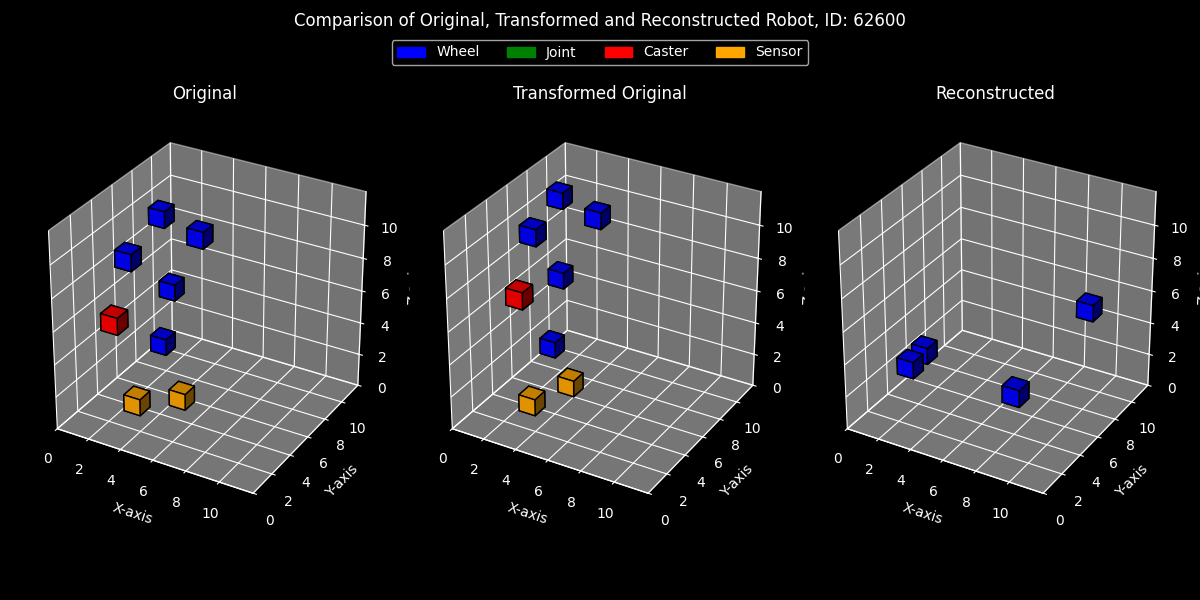 Comparison of Original, Transformed and Reconstructed Robot, ID: 62600
Wheel Joint Caster Sensor
Original Transformed Original Reconstructed
10 10 10
8 8 8
6 6 6
4 4 4
2 2 2
0 0 0
0 2 4 6 8 10 0 2 4 6 8 10 0 2 4 6 8 10
0 2 4 6 8 10 0 2 4 6 8 10 0 2 4 6 8 10
X-axis Y-axis X-axis Y-axis X-axis Y-axis